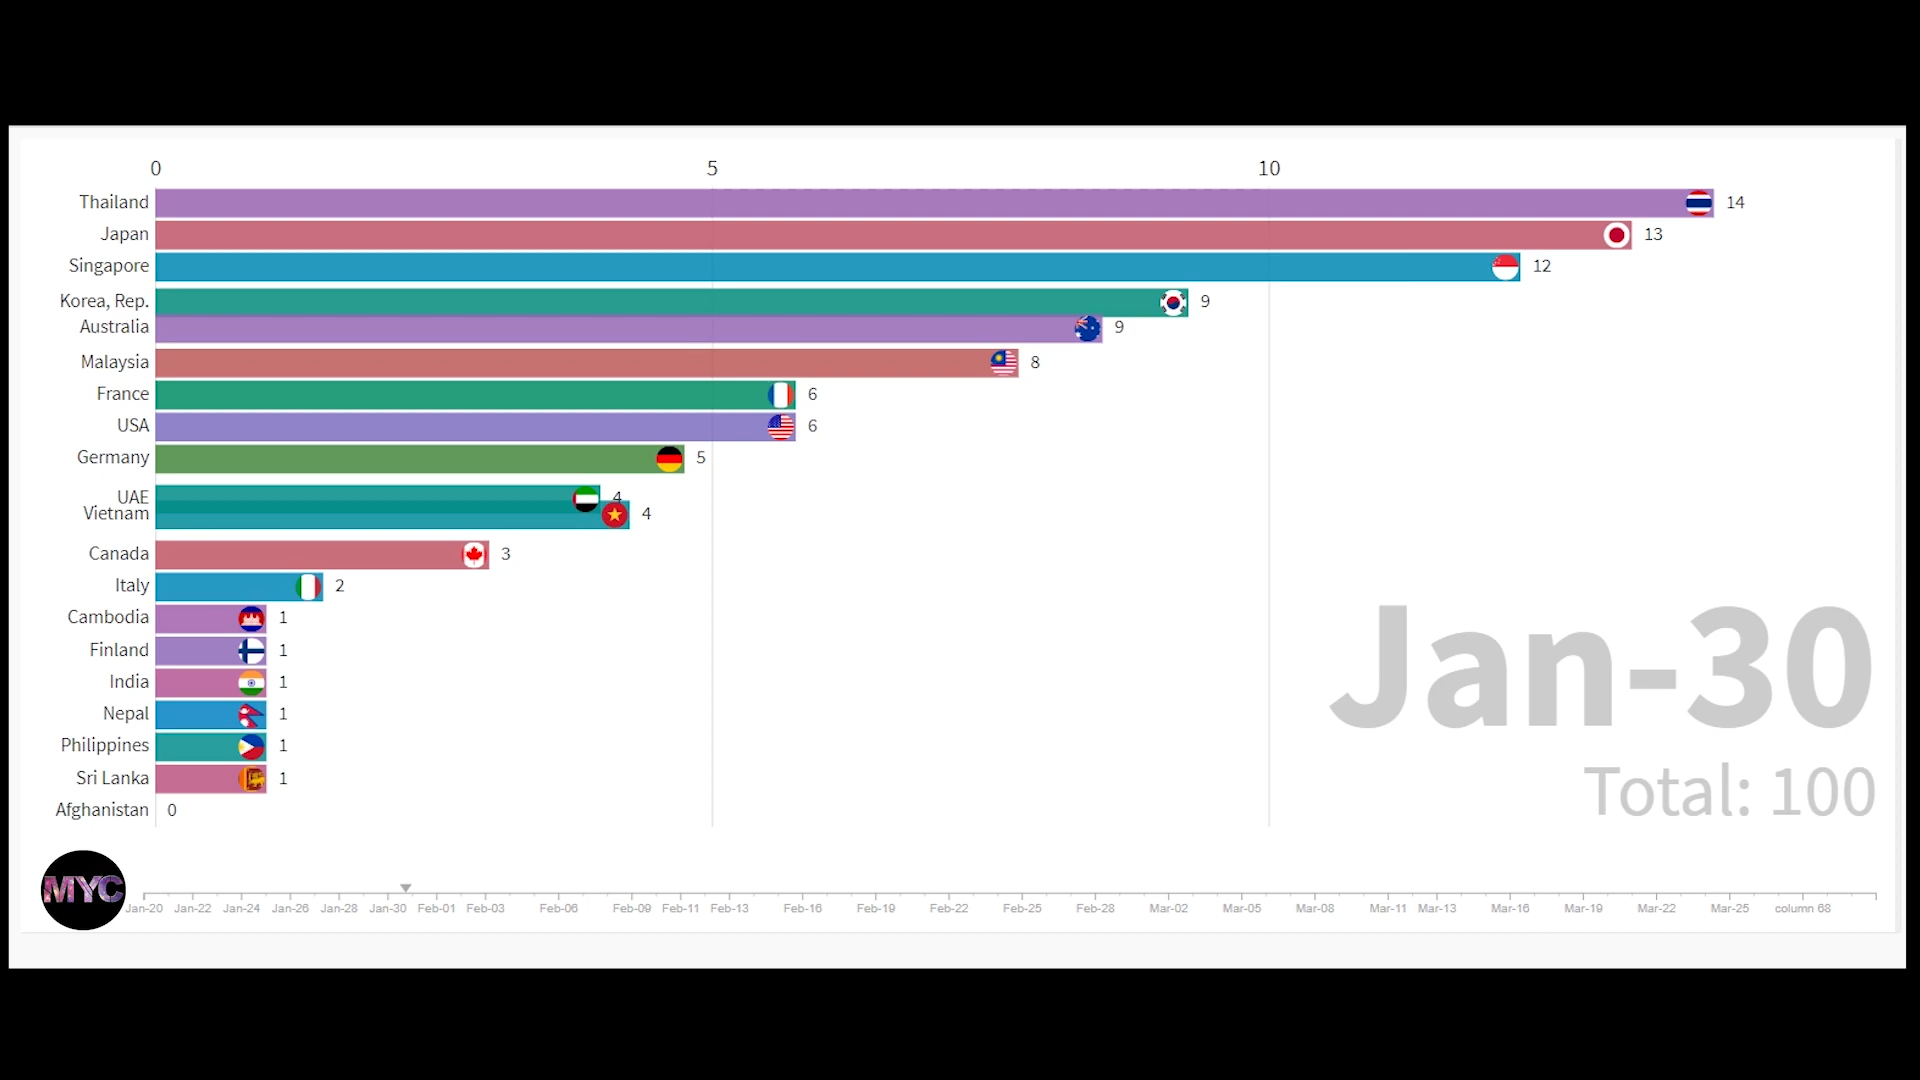 0 5 10
Thailand 14
Japan 13
Singapore 12
Korea, Rep. 9
Australia 9
Malaysia 8
France 6
USA 6
Germany 5
UAE 4
Vietnam 4
Canada 3
Italy 2
Cambodia 1
Finland 1
India 1
Nepal 1
Philippines 1
Sri Lanka 1
Afghanistan 0
Jan-30
Total: 100
MYC
Jan-20 Jan-22 Jan-24 Jan-26 Jan-28 Jan-30 Feb-01 Feb-03 Feb-06 Feb-09 Feb-11 Feb-13 Feb-16 Feb-19 Feb-22 Feb-25 Feb-28 Mar-02 Mar-05 Mar-08 Mar-11 Mar-13 Mar-16 Mar-19 Mar-22 Mar-25 column 68